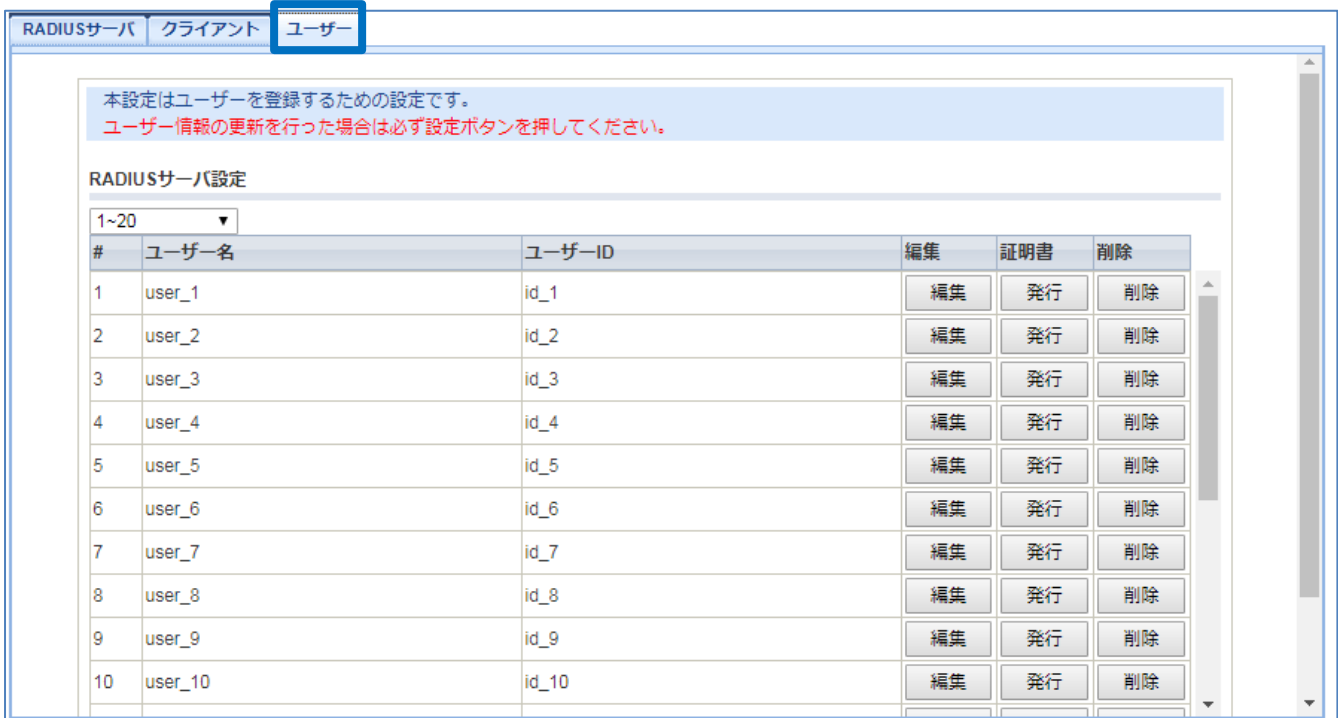 RADIUSサーバ クライアント ユーザー
本設定はユーザーを登録するための設定です。
ユーザー情報の更新を行った場合は必ず設定ボタンを押してください。
RADIUSサーバ設定
1~20
# ユーザー名 ユーザーID 編集 証明書 削除
1 user_1 id_1 編集 発行 削除
2 user_2 id_2 編集 発行 削除
3 user_3 id_3 編集 発行 削除
4 user_4 id_4 編集 発行 削除
5 user_5 id_5 編集 発行 削除
6 user_6 id_6 編集 発行 削除
7 user_7 id_7 編集 発行 削除
8 user_8 id_8 編集 発行 削除
9 user_9 id_9 編集 発行 削除
10 user_10 id_10 編集 発行 削除